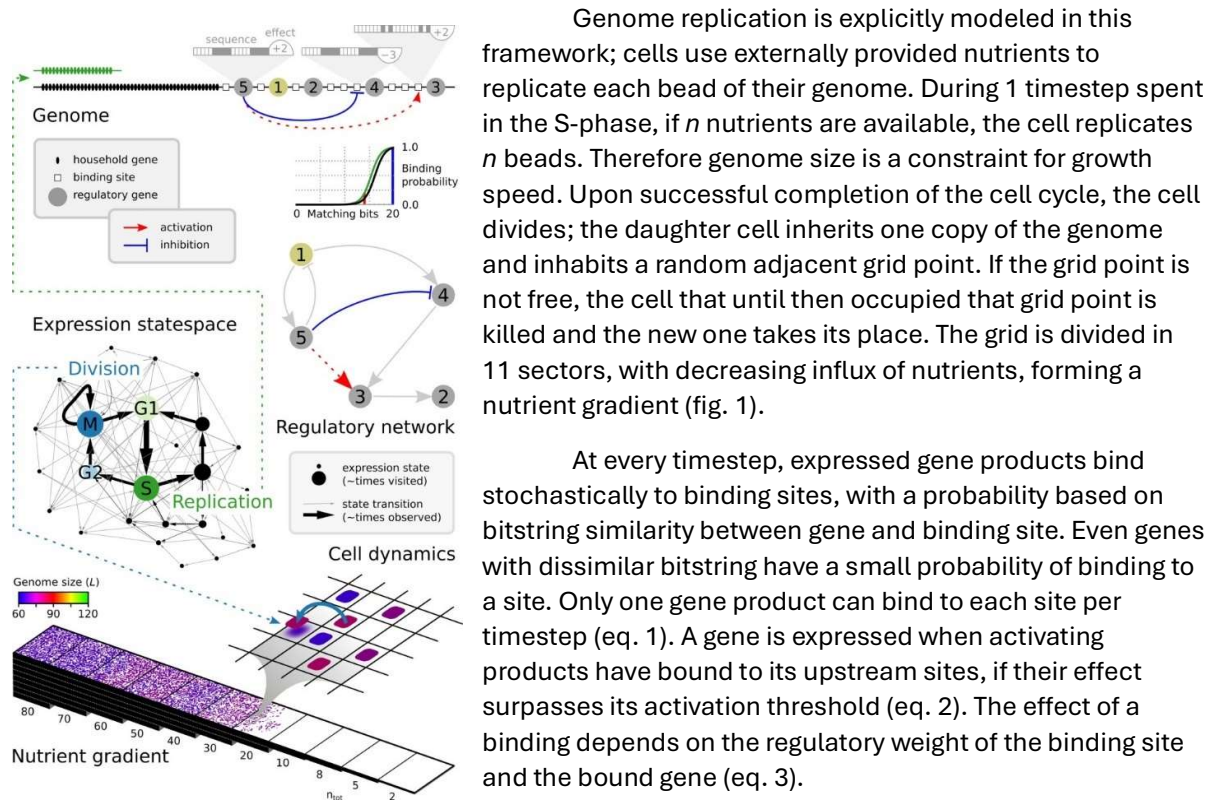 sequence
effect
+2
-3
+2
5 1 2 4 3
Genome
household gene
binding site
regulatory gene
activation
inhibition
1.0
Binding
probability
0.0
0 Matching bits 20
1
4
5
3
2
Regulatory network
Expression statespace
Division
M
G1
G2
S
Replication
expression state
(~times visited)
state transition
(~times observed)
Cell dynamics
Genome size (L)
60 90 120
80
70
60
50
40
30
20
10
8
5
2
n_tot
Nutrient gradient
Genome replication is explicitly modeled in this
framework; cells use externally provided nutrients to
replicate each bead of their genome. During 1 timestep spent
in the S-phase, if n nutrients are available, the cell replicates
n beads. Therefore genome size is a constraint for growth
speed. Upon successful completion of the cell cycle, the cell
divides; the daughter cell inherits one copy of the genome
and inhabits a random adjacent grid point. If the grid point is
not free, the cell that until then occupied that grid point is
killed and the new one takes its place. The grid is divided in
11 sectors, with decreasing influx of nutrients, forming a
nutrient gradient (fig. 1).
At every timestep, expressed gene products bind
stochastically to binding sites, with a probability based on
bitstring similarity between gene and binding site. Even genes
with dissimilar bitstring have a small probability of binding to
a site. Only one gene product can bind to each site per
timestep (eq. 1). A gene is expressed when activating
products have bound to its upstream sites, if their effect
surpasses its activation threshold (eq. 2). The effect of a
binding depends on the regulatory weight of the binding site
and the bound gene (eq. 3).